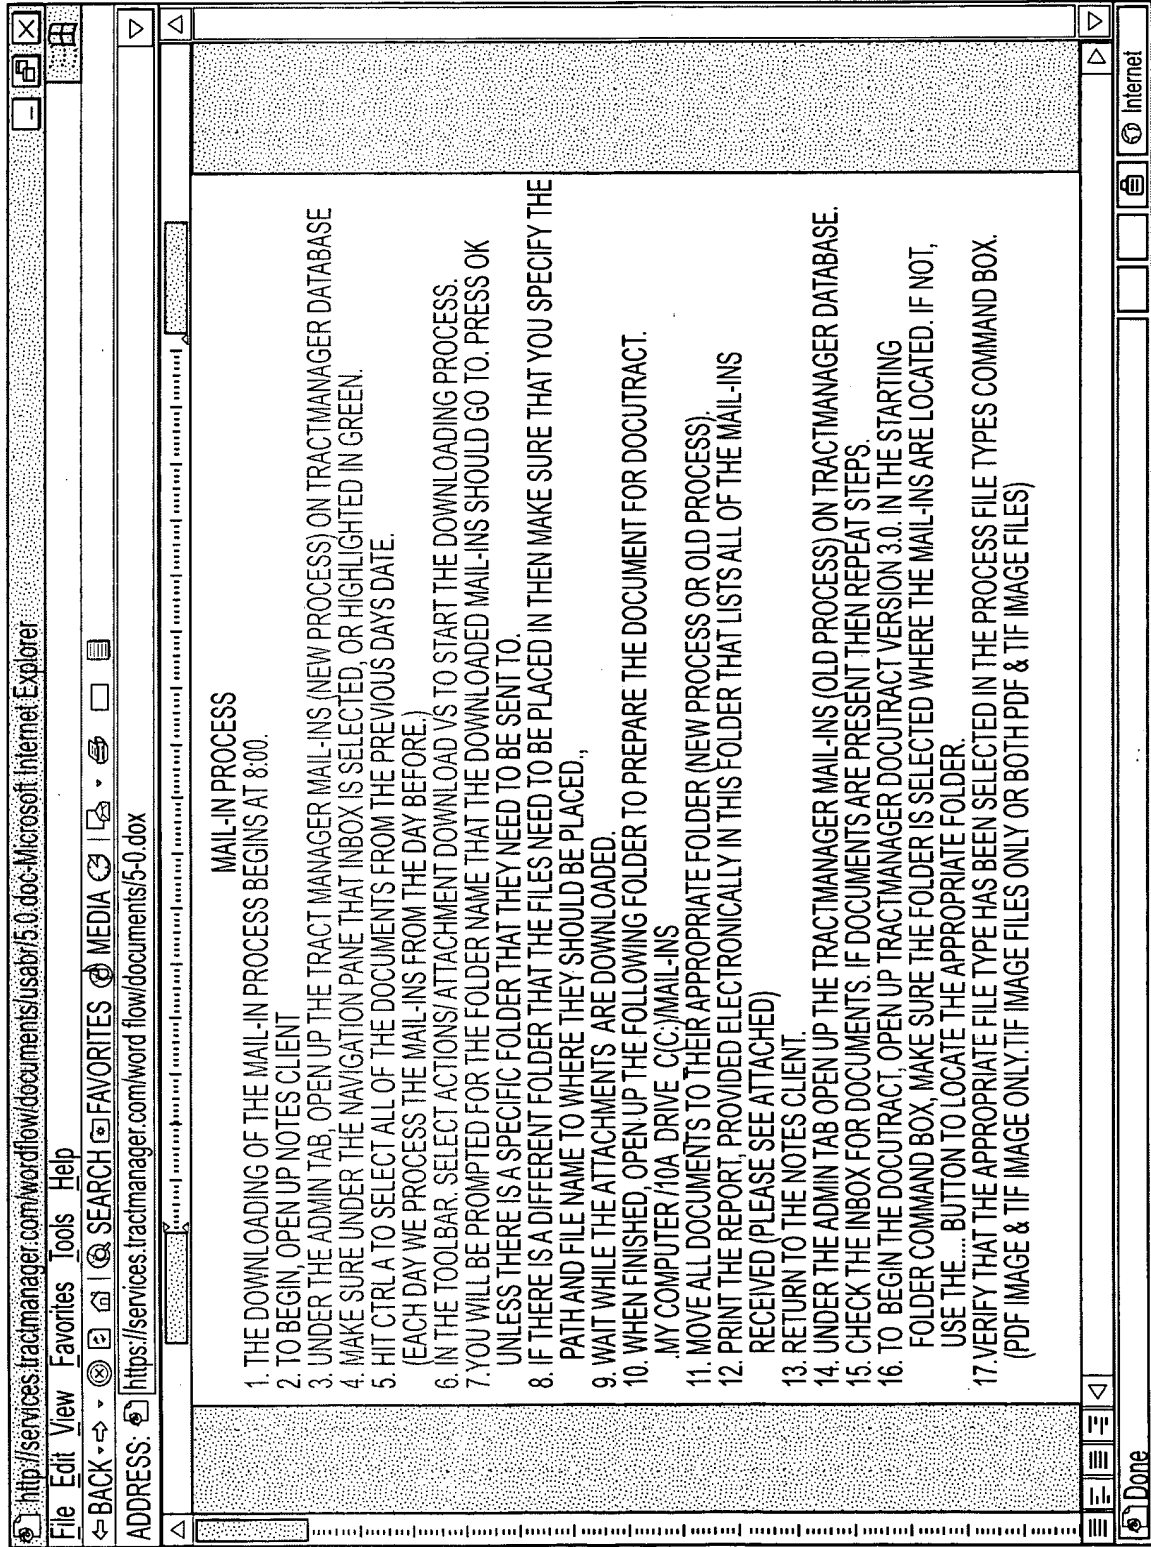 http://services.tractmanager.com/wordflow/documents/usabr/5.0.doc-Microsoft Internet Explorer
File Edit View Favorites Tools Help
BACK SEARCH FAVORITES MEDIA
ADDRESS: https://services.tractmanager.com/word flow/documents/5-0.dox
MAIL-IN PROCESS
1. THE DOWNLOADING OF THE MAIL-IN PROCESS BEGINS AT 8:00.
2. TO BEGIN, OPEN UP NOTES CLIENT
3. UNDER THE ADMIN TAB, OPEN UP THE TRACT MANAGER MAIL-INS (NEW PROCESS) ON TRACTMANAGER DATABASE
4. MAKE SURE UNDER THE NAVIGATION PANE THAT INBOX IS SELECTED, OR HIGHLIGHTED IN GREEN.
5. HIT CTRL A TO SELECT ALL OF THE DOCUMENTS FROM THE PREVIOUS DAYS DATE.
(EACH DAY WE PROCESS THE MAIL-INS FROM THE DAY BEFORE.)
6. IN THE TOOLBAR. SELECT ACTIONS/ ATTACHMENT DOWNLOAD VS TO START THE DOWNLOADING PROCESS.
7. YOU WILL BE PROMPTED FOR THE FOLDER NAME THAT THE DOWNLOADED MAIL-INS SHOULD GO TO. PRESS OK
UNLESS THERE IS A SPECIFIC FOLDER THAT THEY NEED TO BE SENT TO.
8. IF THERE IS A DIFFERENT FOLDER THAT THE FILES NEED TO BE PLACED IN THEN MAKE SURE THAT YOU SPECIFY THE
PATH AND FILE NAME TO WHERE THEY SHOULD BE PLACED.,
9. WAIT WHILE THE ATTACHMENTS ARE DOWNLOADED.
10. WHEN FINISHED, OPEN UP THE FOLLOWING FOLDER TO PREPARE THE DOCUMENT FOR DOCUTRACT.
.MY COMPUTER /10A DRIVE C(C:)/MAIL-INS
11. MOVE ALL DOCUMENTS TO THEIR APPROPRIATE FOLDER (NEW PROCESS OR OLD PROCESS).
12. PRINT THE REPORT, PROVIDED ELECTRONICALLY IN THIS FOLDER THAT LISTS ALL OF THE MAIL-INS
RECEIVED (PLEASE SEE ATTACHED)
13. RETURN TO THE NOTES CLIENT.
14. UNDER THE ADMIN TAB OPEN UP THE TRACTMANAGER MAIL-INS (OLD PROCESS) ON TRACTMANAGER DATABASE.
15. CHECK THE INBOX FOR DOCUMENTS. IF DOCUMENTS ARE PRESENT THEN REPEAT STEPS.
16. TO BEGIN THE DOCUTRACT, OPEN UP TRACTMANAGER DOCUTRACT VERSION 3.0. IN THE STARTING
FOLDER COMMAND BOX, MAKE SURE THE FOLDER IS SELECTED WHERE THE MAIL-INS ARE LOCATED. IF NOT,
USE THE.... BUTTON TO LOCATE THE APPROPRIATE FOLDER.
17.VERIFY THAT THE APPROPRIATE FILE TYPE HAS BEEN SELECTED IN THE PROCESS FILE TYPES COMMAND BOX.
(PDF IMAGE & TIF IMAGE ONLY.TIF IMAGE FILES ONLY OR BOTH PDF & TIF IMAGE FILES)
Done Internet